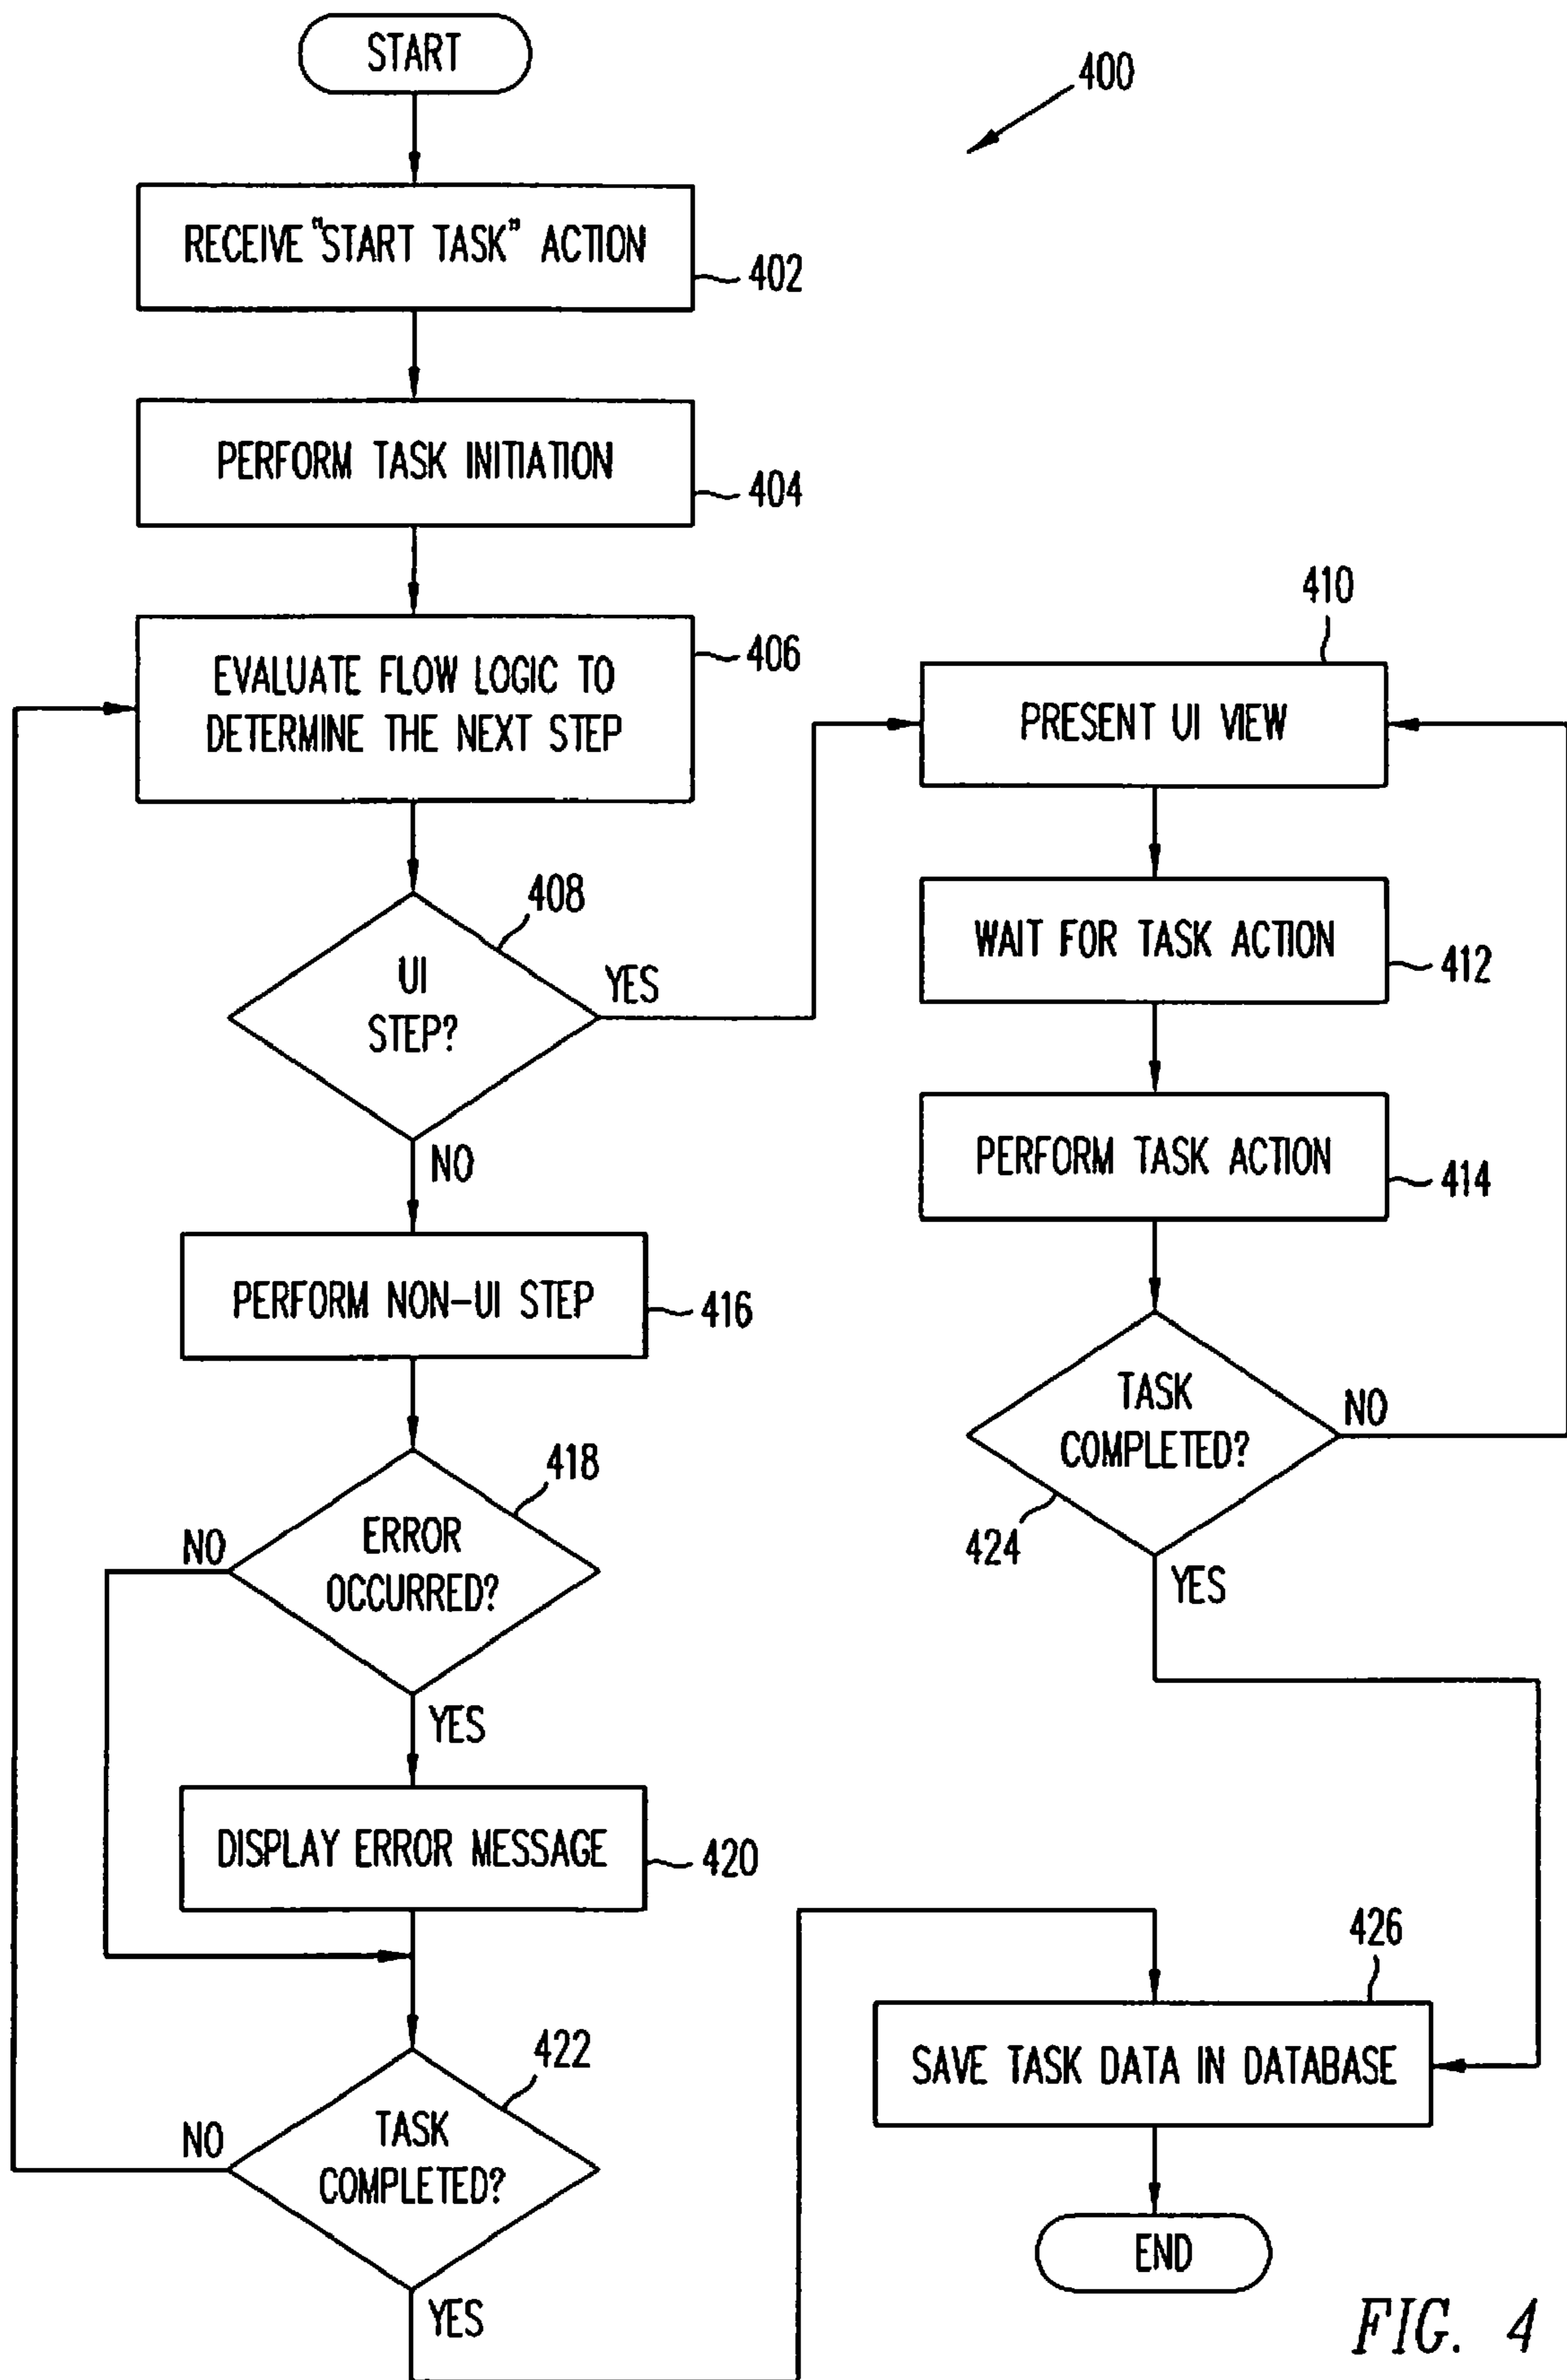 START
400
RECEIVE "START TASK" ACTION
402
PERFORM TASK INITIATION
404
EVALUATE FLOW LOGIC TO
DETERMINE THE NEXT STEP
406
408
UI
STEP?
YES
NO
PERFORM NON-UI STEP
416
418
ERROR
OCCURRED?
NO
YES
DISPLAY ERROR MESSAGE
420
422
TASK
COMPLETED?
NO
YES
410
PRESENT UI VIEW
WAIT FOR TASK ACTION
412
PERFORM TASK ACTION
414
TASK
COMPLETED?
NO
424
YES
426
SAVE TASK DATA IN DATABASE
END
FIG. 4